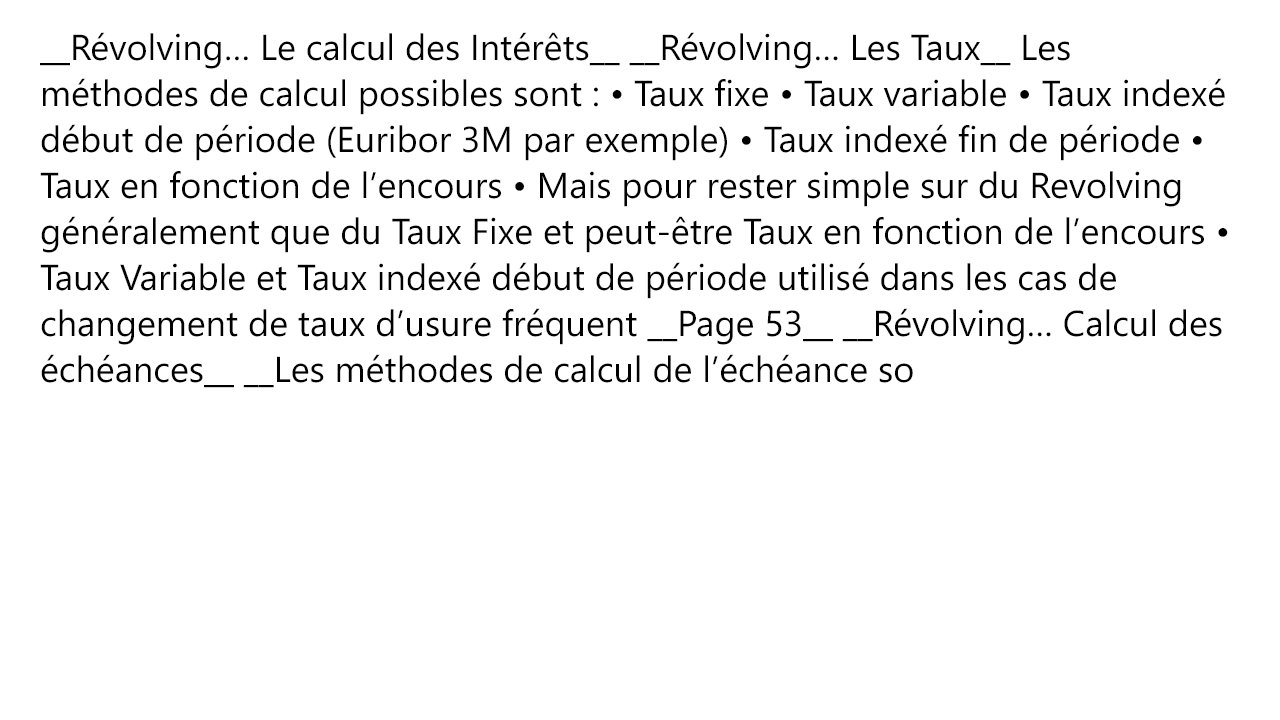 __Révolving… Le calcul des Intérêts__ __Révolving… Les Taux__ Les
méthodes de calcul possibles sont : • Taux fixe • Taux variable • Taux indexé
début de période (Euribor 3M par exemple) • Taux indexé fin de période •
Taux en fonction de l’encours • Mais pour rester simple sur du Revolving
généralement que du Taux Fixe et peut-être Taux en fonction de l’encours •
Taux Variable et Taux indexé début de période utilisé dans les cas de
changement de taux d’usure fréquent __Page 53__ __Révolving… Calcul des
échéances__ __Les méthodes de calcul de l’échéance so